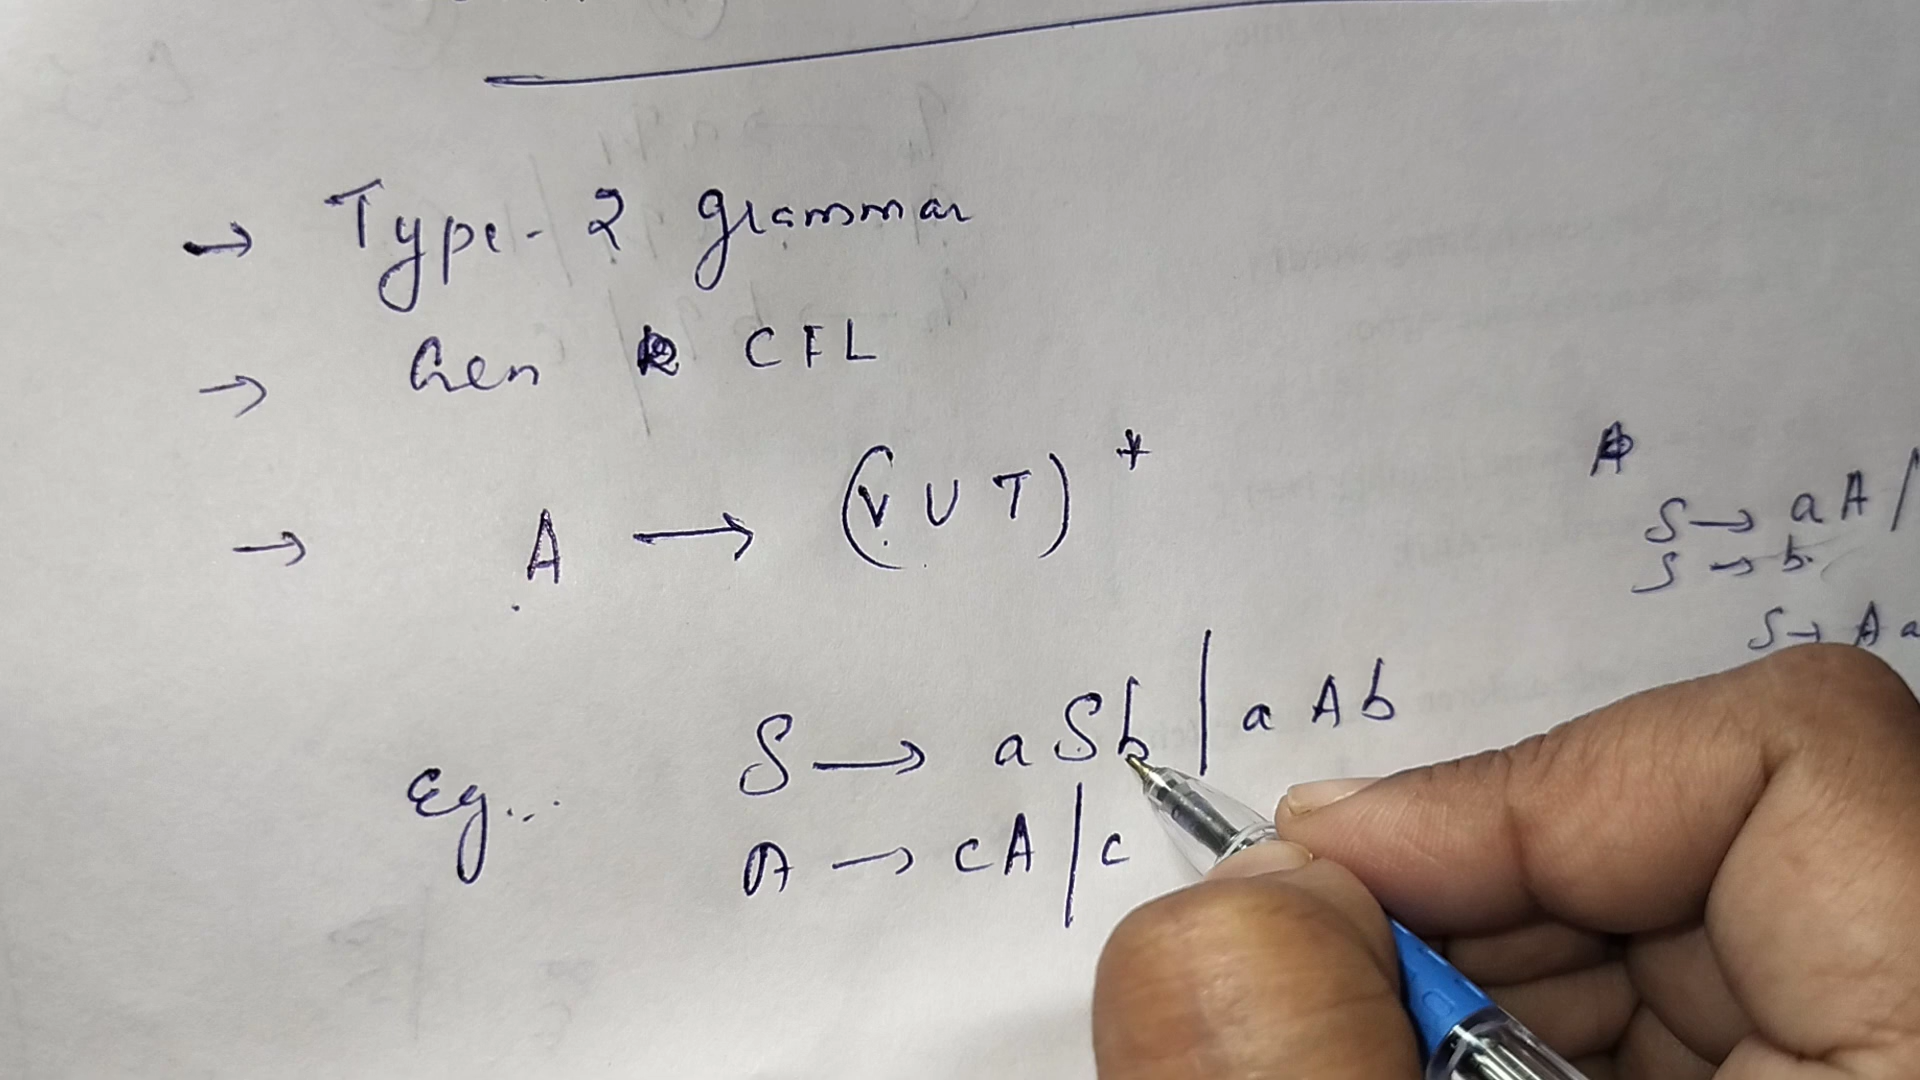 → Type-2 grammar
→ Gen CFL
→ A → (V U T)*
Eg... S → aSb | aAb
A → cA | c
A
S → aA |
S → b
S → A a